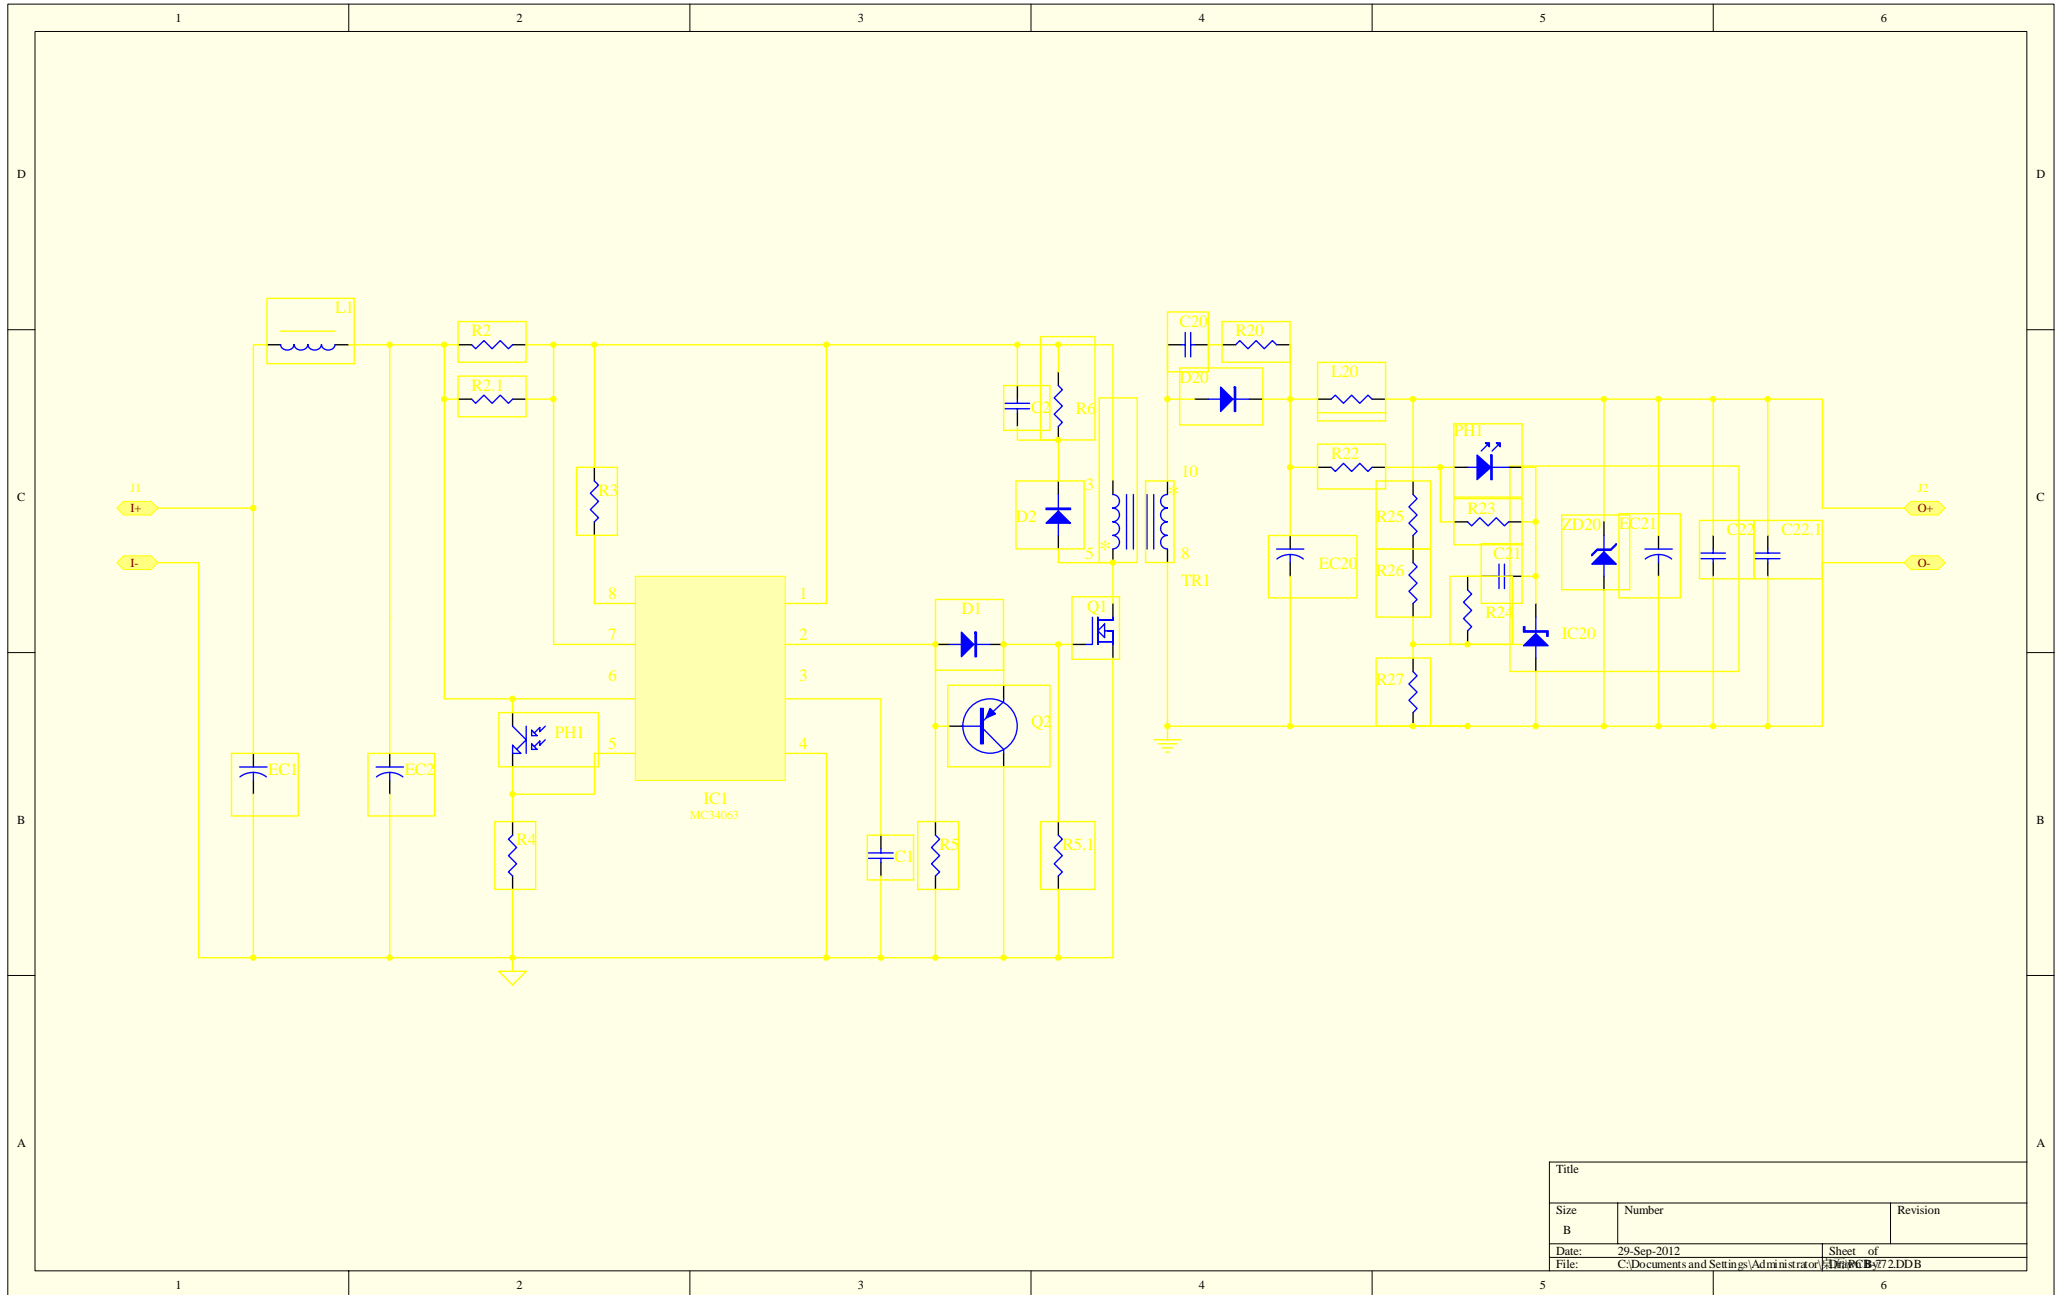 1 2 3 4 5 6
D D
L1
C20 R20
R2
D20 L20
R2.1
C2 R6
PH1
R22
10
3
R3
J1 J2
I+ O+
R23
R25
D2 ZD20 EC21
C22 C22.1
5 * * 8
C21
I- O-
EC20
R26
TR1
C C
8 1
D1 Q1
R24
7 2
IC20
6 3
R27
Q2
PH1
5 4
EC1 EC2
IC1
MC34063
B B
R4 R5 R5.1
C1
A A
Title
Size Number Revision
B
Date: 29-Sep-2012 Sheet of
File: C:\Documents and Settings\Administrator\
1 2 3 4 5 6